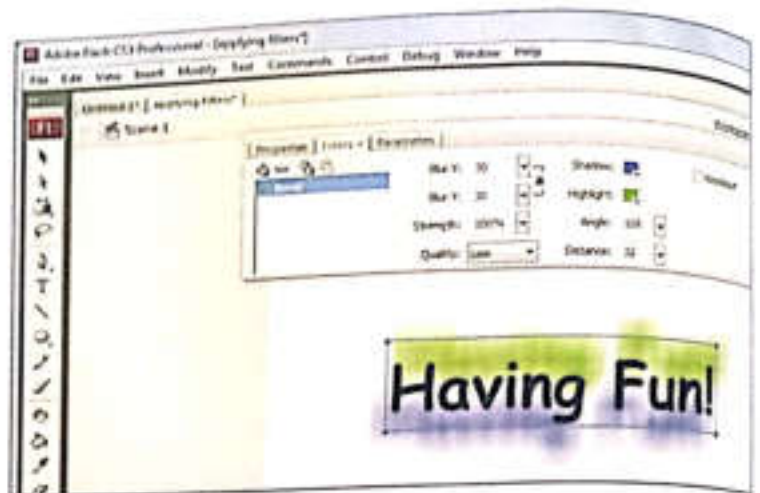 Adobe Flash CS3 Professional - [applying filters*]
File Edit View Insert Modify Text Commands Control Debug Window Help
Untitled-1* applying filters*
Scene 1
Properties Filters × Parameters
Blur X: 30 Shadow: Knockout
Bevel
Blur Y: 30 Highlight:
Strength: 100% Angle:
Quality: Low Distance: 32
Having Fun!